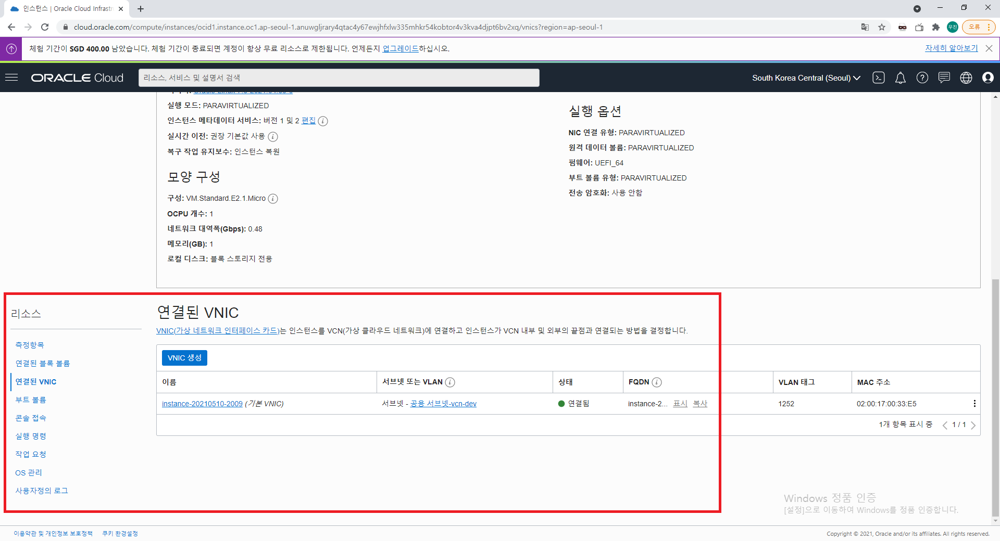 인스턴스 | Oracle Cloud Infrastr
cloud.oracle.com/compute/instances/ocid1.instance.oc1.ap-seoul-1.anuwgljrary4qtac4y67ewjhfxlw335mhkr54kobtor4v3kva4djpt6bv2xq/vnics?region=ap-seoul-1
우진
오류
체험 기간이 SGD 400.00 남았습니다. 체험 기간이 종료되면 계정이 항상 무료 리소스로 제한됩니다. 언제든지 업그레이드하십시오.
자세히 알아보기
ORACLE Cloud
리소스, 서비스 및 설명서 검색
South Korea Central (Seoul)
실행 모드: PARAVIRTUALIZED
인스턴스 메타데이터 서비스: 버전 1 및 2 편집
실시간 이전: 권장 기본값 사용
복구 작업 유지보수: 인스턴스 복원
모양 구성
구성: VM.Standard.E2.1.Micro
OCPU 개수: 1
네트워크 대역폭(Gbps): 0.48
메모리(GB): 1
로컬 디스크: 블록 스토리지 전용
실행 옵션
NIC 연결 유형: PARAVIRTUALIZED
원격 데이터 볼륨: PARAVIRTUALIZED
펌웨어: UEFI_64
부트 볼륨 유형: PARAVIRTUALIZED
전송 암호화: 사용 안함
리소스
측정항목
연결된 블록 볼륨
연결된 VNIC
부트 볼륨
콘솔 접속
실행 명령
작업 요청
OS 관리
사용자정의 로그
연결된 VNIC
VNIC(가상 네트워크 인터페이스 카드)는 인스턴스를 VCN(가상 클라우드 네트워크)에 연결하고 인스턴스가 VCN 내부 및 외부의 끝점과 연결되는 방법을 결정합니다.
VNIC 생성
이름 서브넷 또는 VLAN 상태 FQDN VLAN 태그 MAC 주소
instance-20210510-2009 (기본 VNIC) 서브넷 - 공용 서브넷-vcn-dev 연결됨 instance-2... 표시 복사 1252 02:00:17:00:33:E5
1개 항목 표시 중 1 / 1
Windows 정품 인증
[설정]으로 이동하여 Windows를 정품 인증합니다.
이용약관 및 개인정보 보호정책 쿠키 환경설정
Copyright © 2021, Oracle and/or its affiliates. All rights reserved.